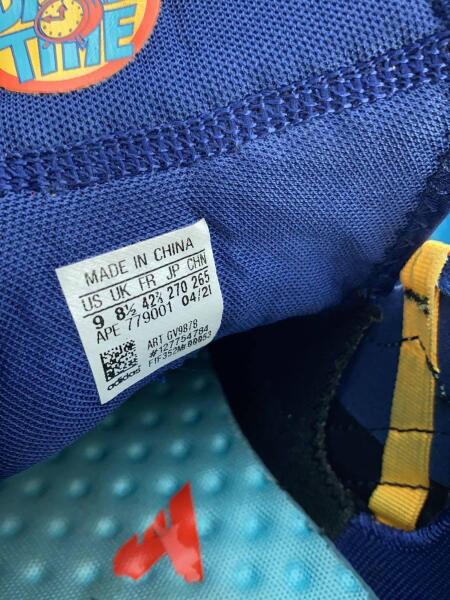 TIME
MADE IN CHINA
US UK FR JP CHN
9 8½ 42⅔ 270 265
APE 779001 04/21
ART GV9878
#127754784
adidas